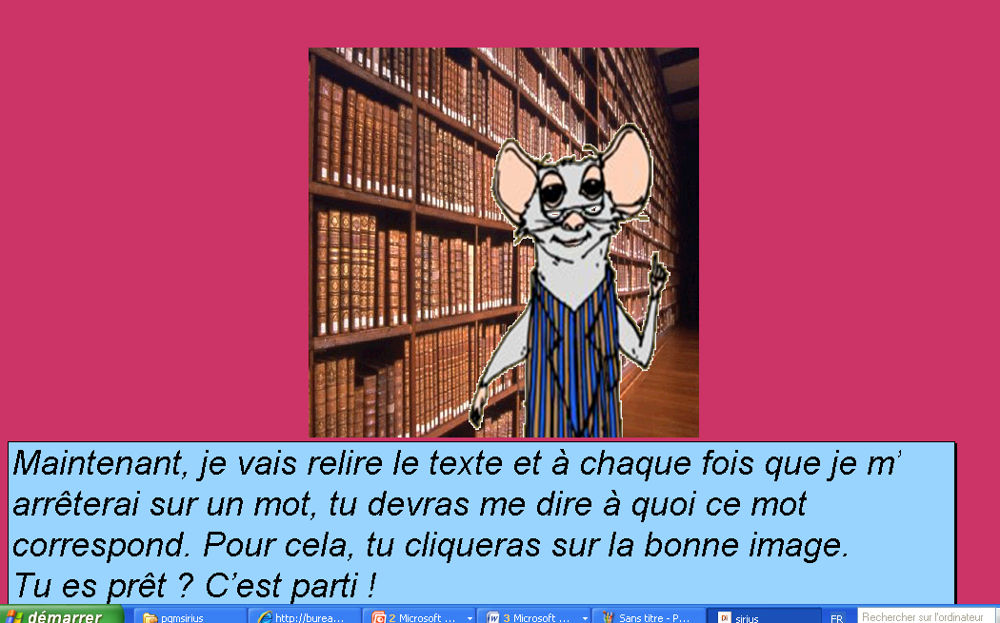 Maintenant, je vais relire le texte et à chaque fois que je m’
arrêterai sur un mot, tu devras me dire à quoi ce mot
correspond. Pour cela, tu cliqueras sur la bonne image.
Tu es prêt ? C’est parti !
démarrer pgmsirius http://burea... 2 Microsoft ... 3 Microsoft ... Sans titre - P... sirius FR Rechercher sur l'ordinateur